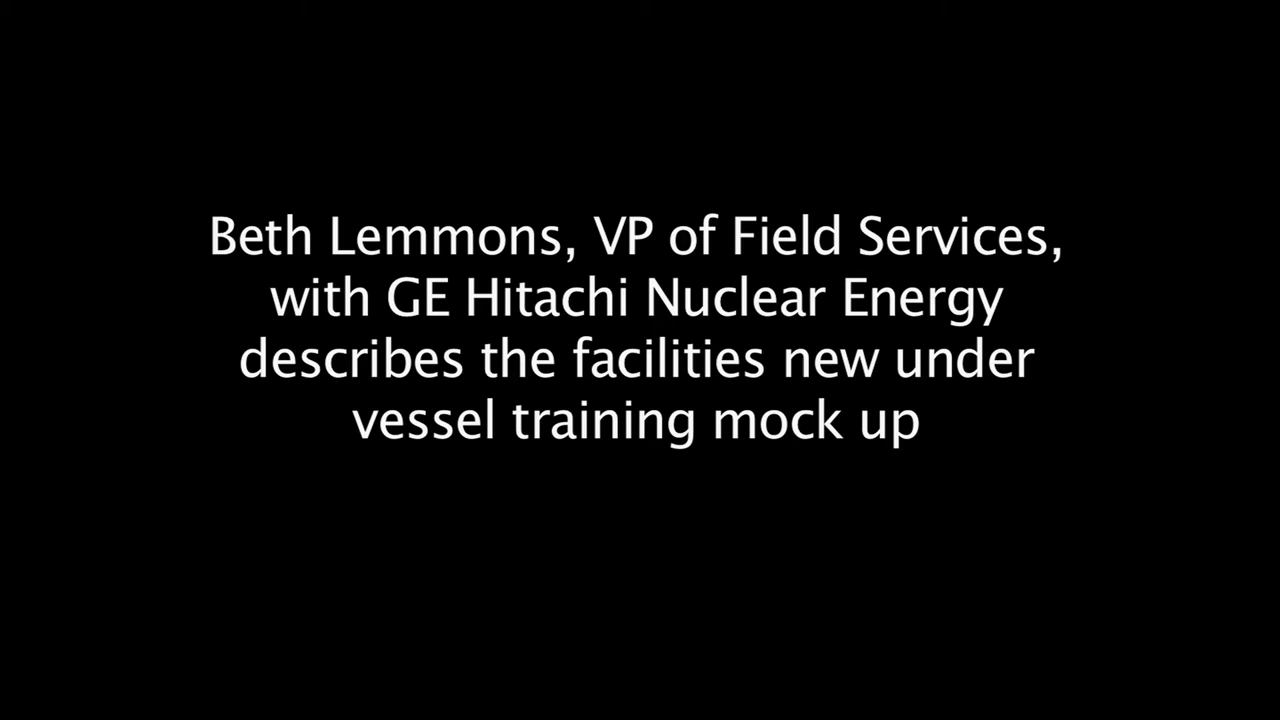 Beth Lemmons, VP of Field Services,
with GE Hitachi Nuclear Energy
describes the facilities new under
vessel training mock up